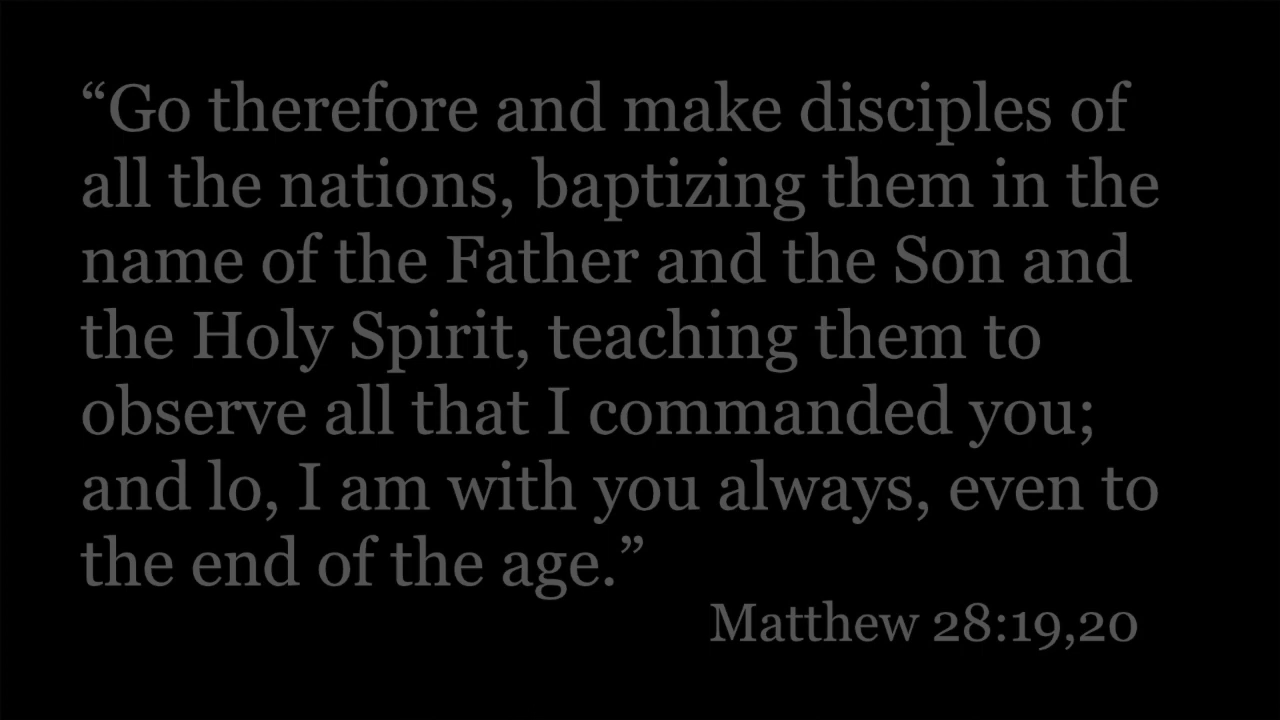 “Go therefore and make disciples of
all the nations, baptizing them in the
name of the Father and the Son and
the Holy Spirit, teaching them to
observe all that I commanded you;
and lo, I am with you always, even to
the end of the age.”
Matthew 28:19,20